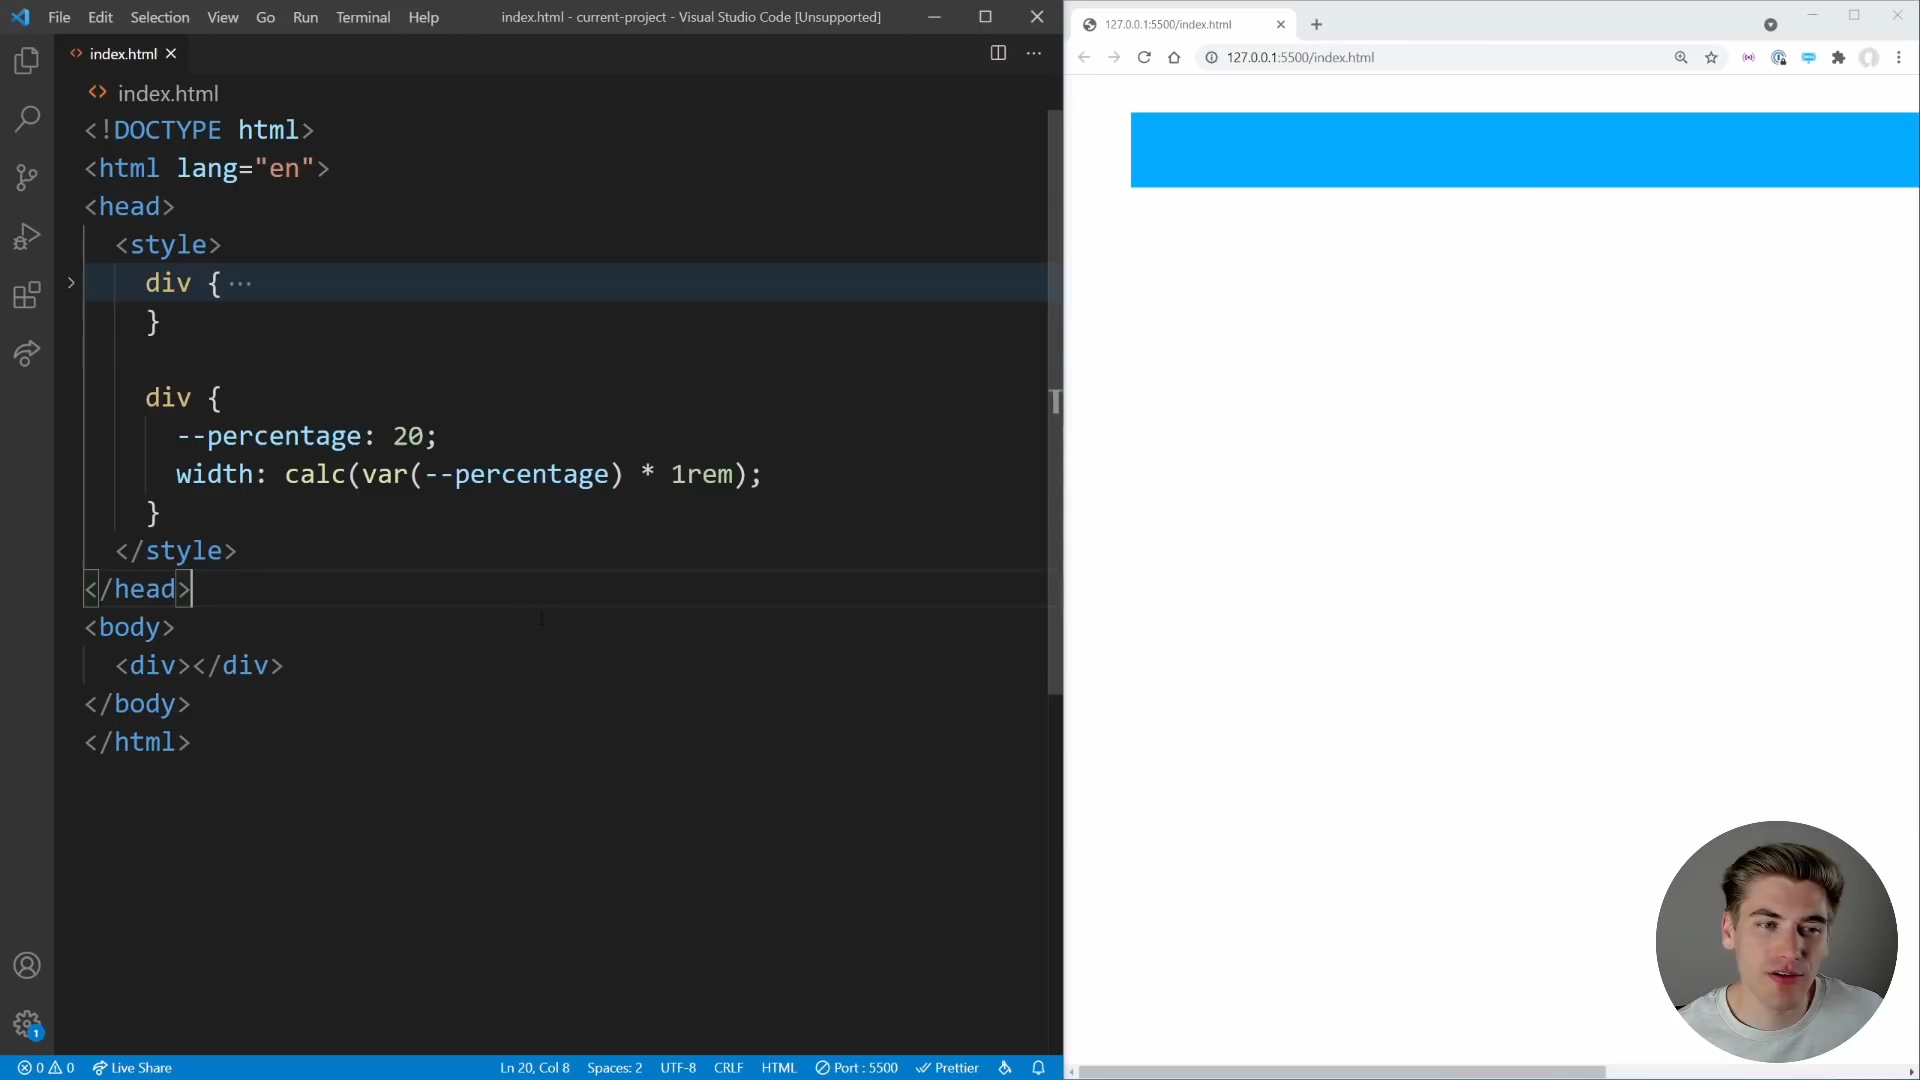 File Edit Selection View Go Run Terminal Help index.html - current-project - Visual Studio Code [Unsupported]
index.html
index.html
<!DOCTYPE html>
<html lang="en">
<head>
<style>
div {···
}
div {
--percentage: 20;
width: calc(var(--percentage) * 1rem);
}
</style>
</head>
<body>
<div></div>
</body>
</html>
1
0 0 Live Share Ln 20, Col 8 Spaces: 2 UTF-8 CRLF HTML Port : 5500 Prettier
127.0.0.1:5500/index.html
127.0.0.1:5500/index.html
T